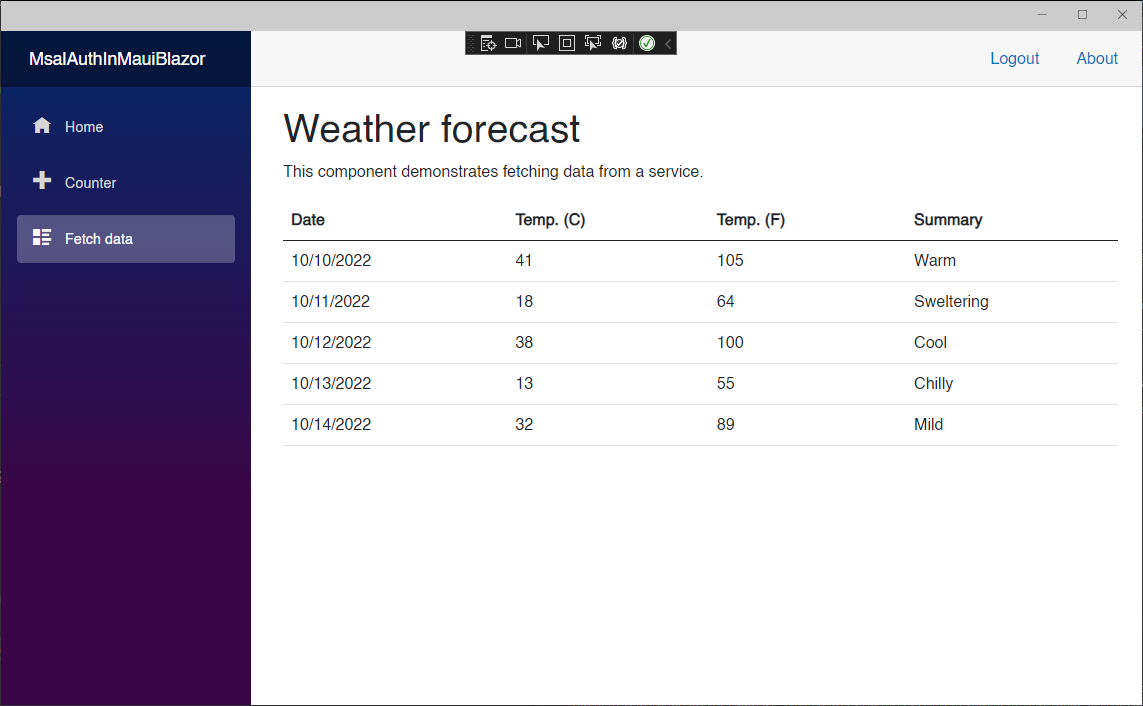 MsalAuthInMauiBlazor
Logout About
Home
Counter
Fetch data
Weather forecast
This component demonstrates fetching data from a service.
Date Temp. (C) Temp. (F) Summary
10/10/2022 41 105 Warm
10/11/2022 18 64 Sweltering
10/12/2022 38 100 Cool
10/13/2022 13 55 Chilly
10/14/2022 32 89 Mild